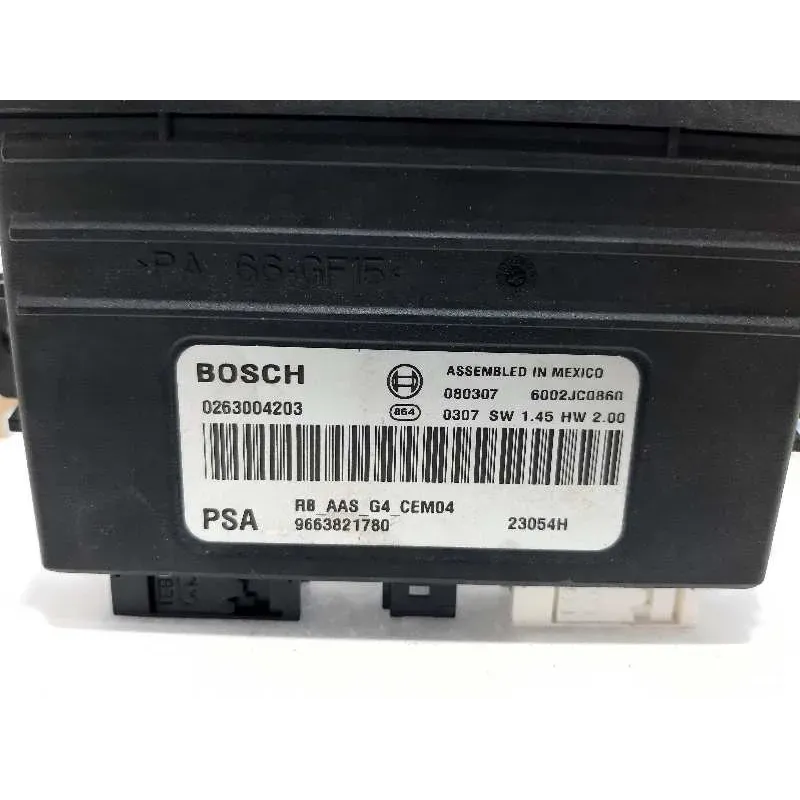 >PA 66-GF15<
BOSCH
ASSEMBLED IN MEXICO
080307 6002JC0860
0263004203
864
0307 SW 1.45 HW 2.00
R8_AAS_G4_CEM04
PSA
9663821780
23054H